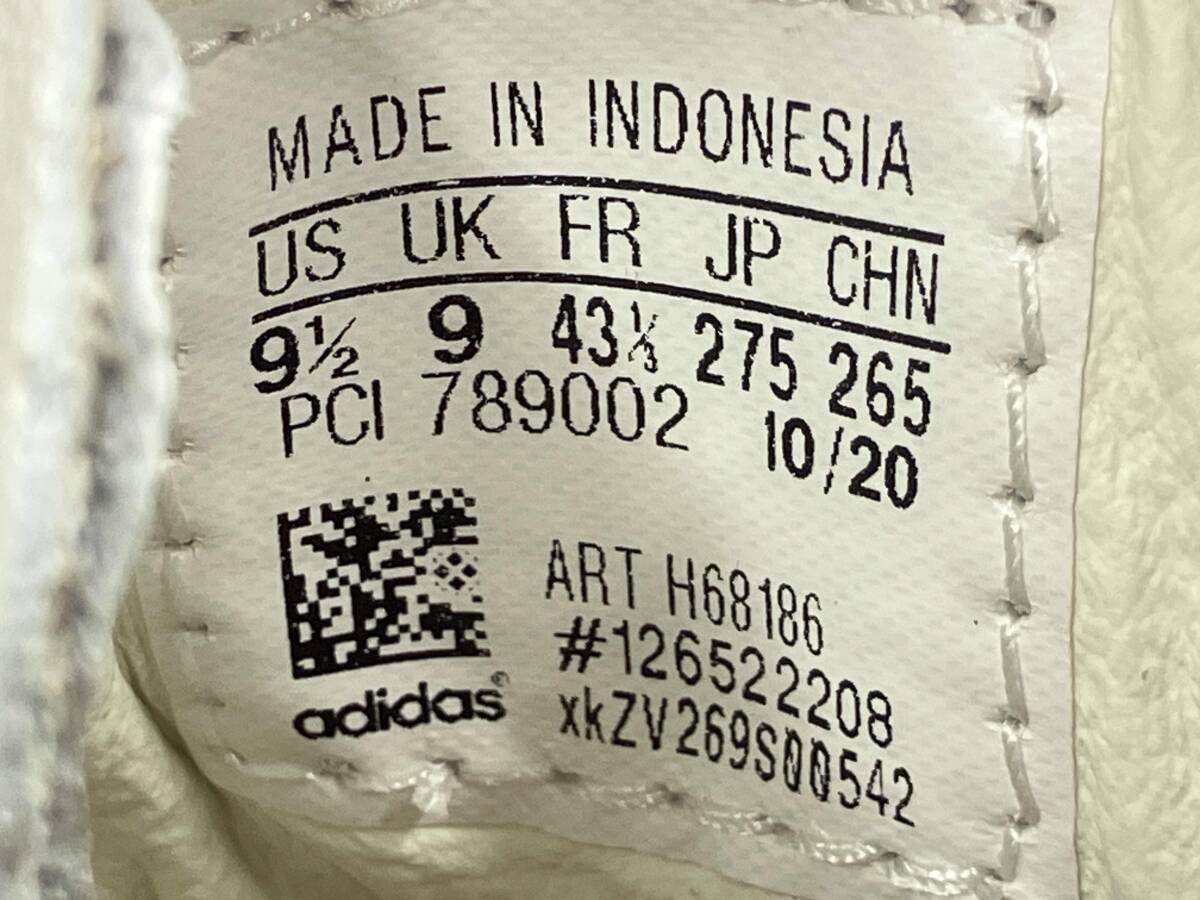 MADE IN INDONESIA
US UK FR JP CHN
9½ 9 43⅓ 275 265
PCI 789002 10/20
ART H68186
#126522208
xkZV269S00542
adidas®